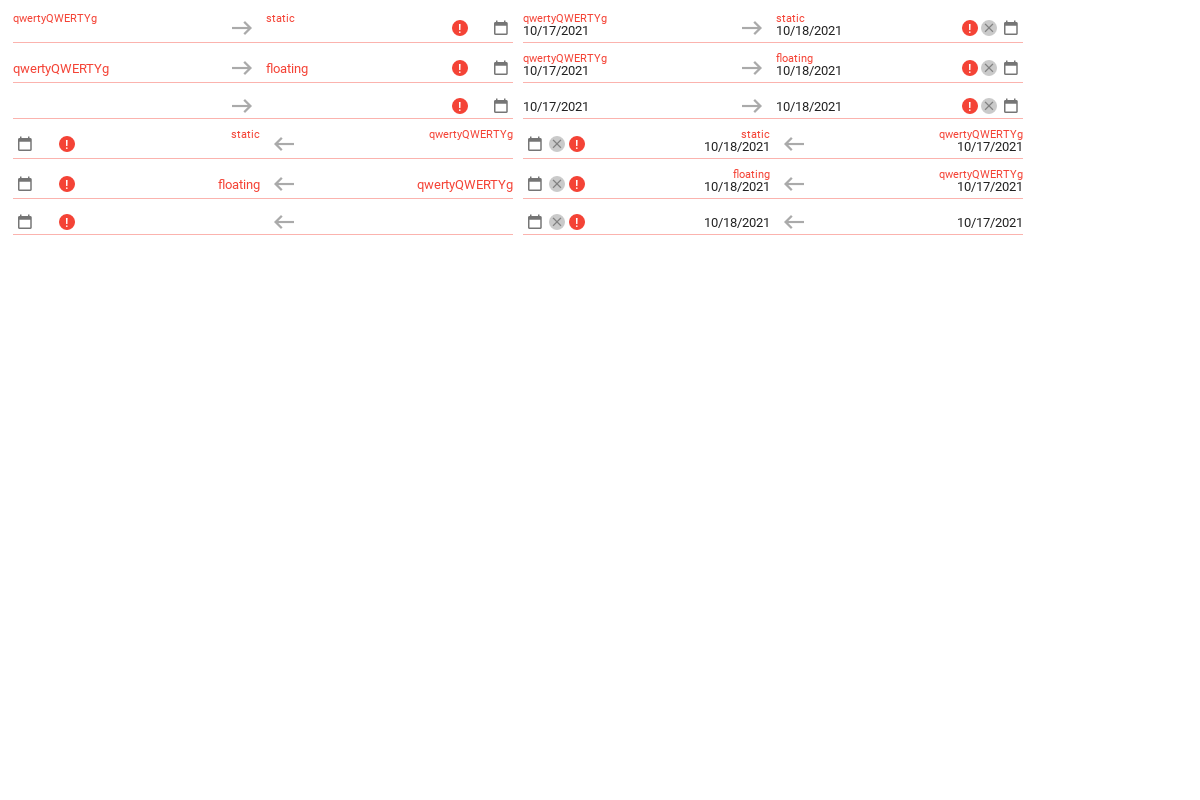 qwertyQWERTYg static qwertyQWERTYg static
10/17/2021 10/18/2021
qwertyQWERTYg floating qwertyQWERTYg floating
10/17/2021 10/18/2021
10/17/2021 10/18/2021
static qwertyQWERTYg static qwertyQWERTYg
10/18/2021 10/17/2021
floating qwertyQWERTYg floating qwertyQWERTYg
10/18/2021 10/17/2021
10/18/2021 10/17/2021